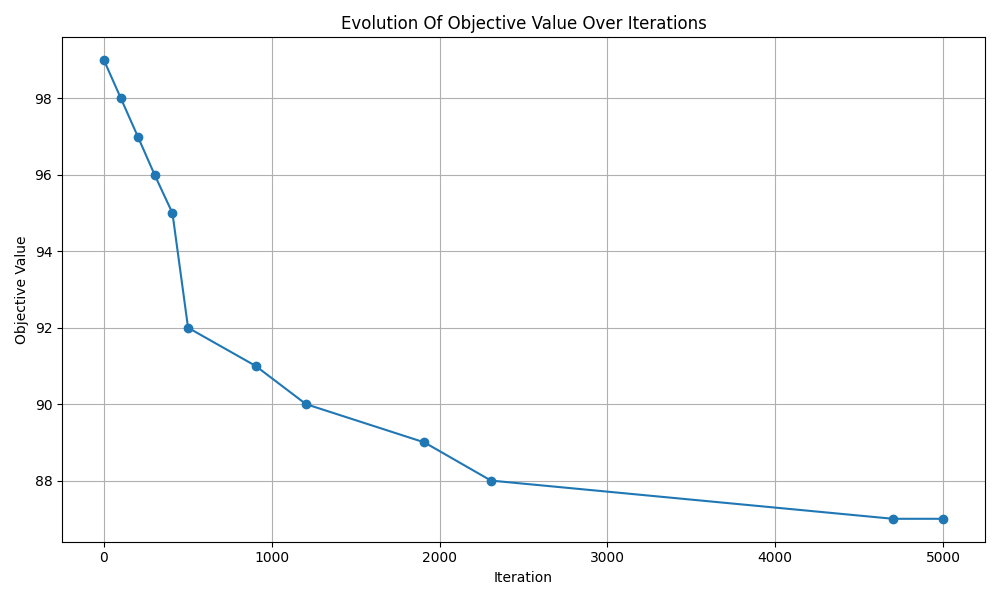 Evolution Of Objective Value Over Iterations
98
96
94
92
90
88
Objective Value
0 1000 2000 3000 4000 5000
Iteration